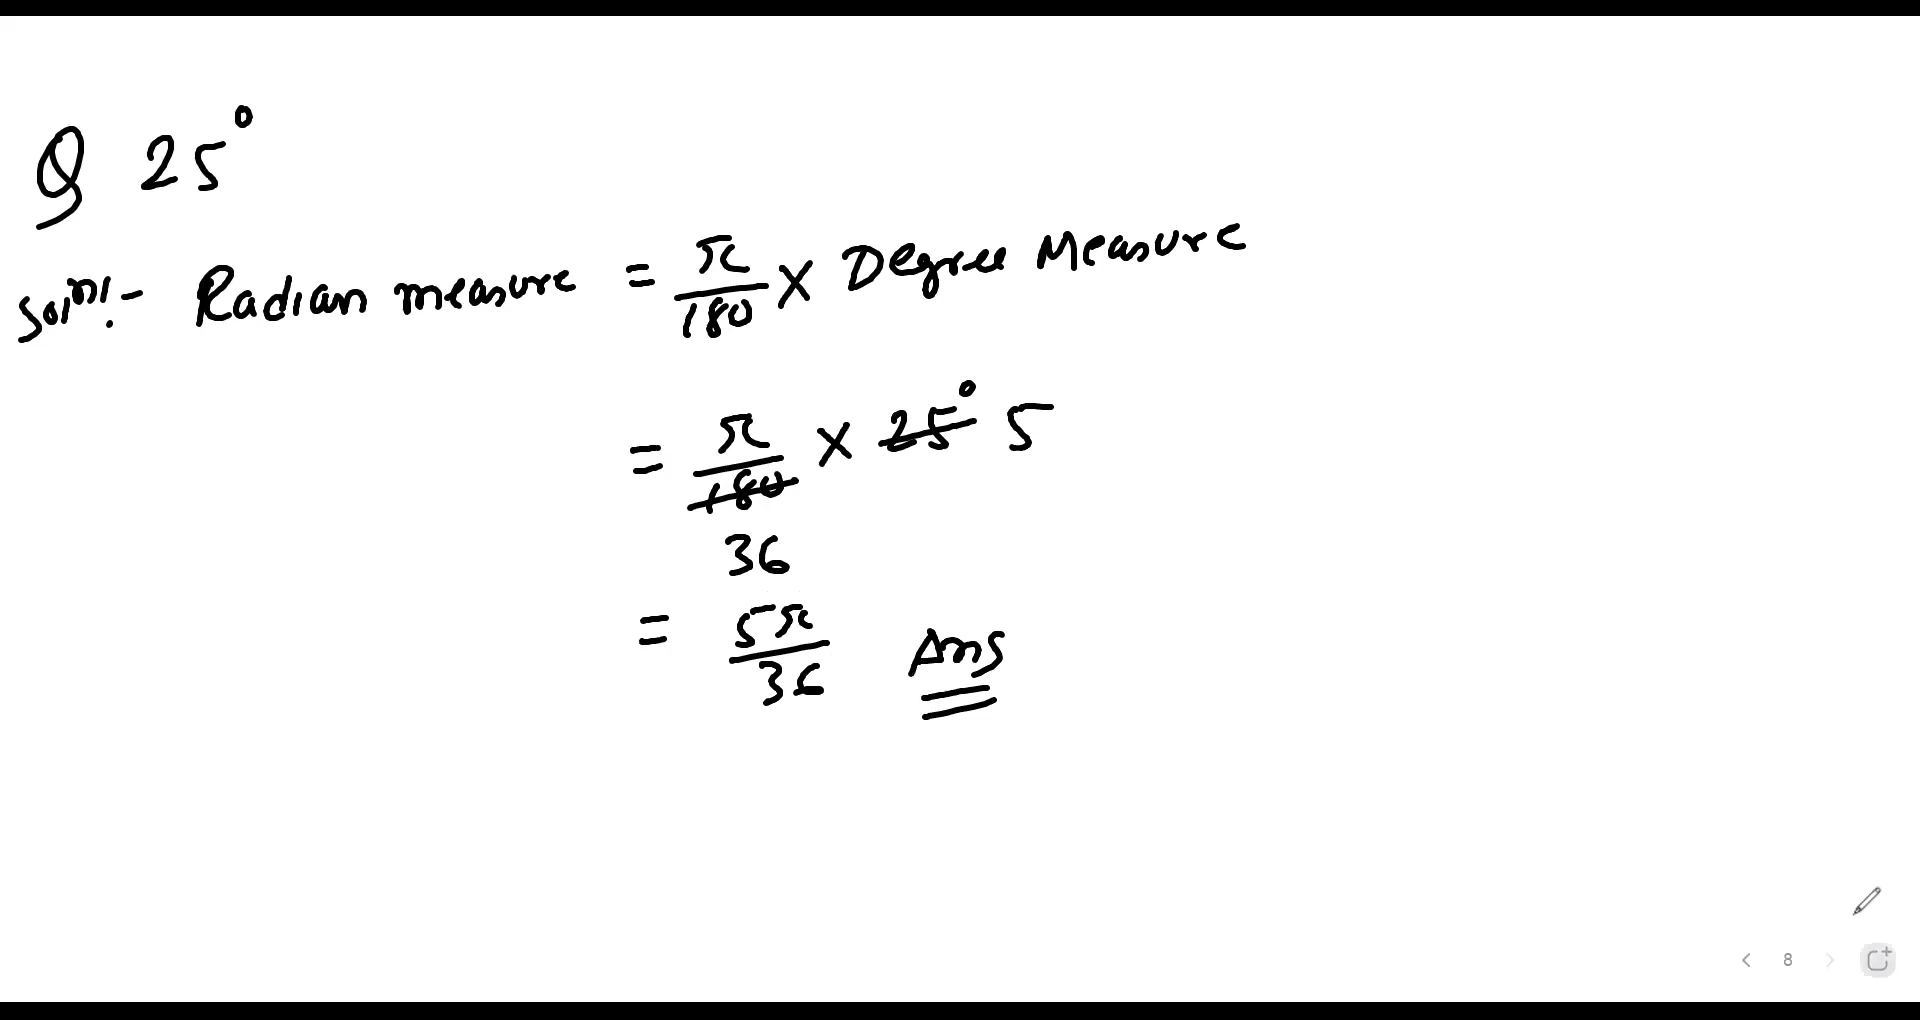 Q 25°
Soln:- Radian measure = π/180 × Degree Measure
= π/180 × 25° 5
36
= 5π/36 Ans
8